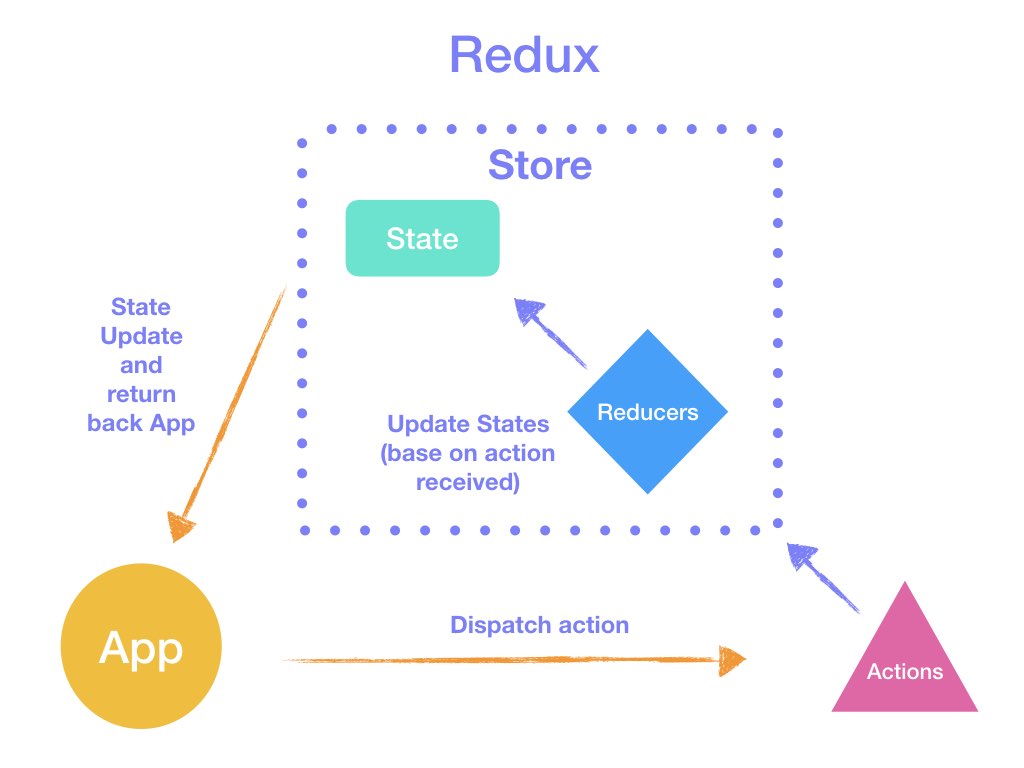 Redux
Store
State
State
Update
and
return
back App
Reducers
Update States
(base on action
received)
App
Dispatch action
Actions